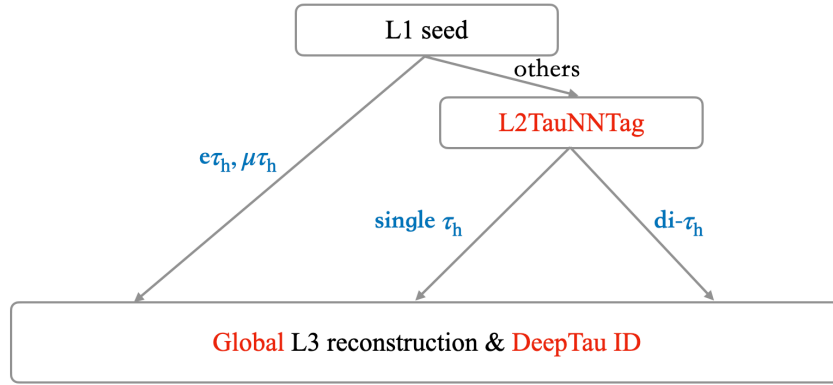 L1 seed
others
L2TauNNTag
eτh, μτh
single τh
di-τh
Global L3 reconstruction & DeepTau ID